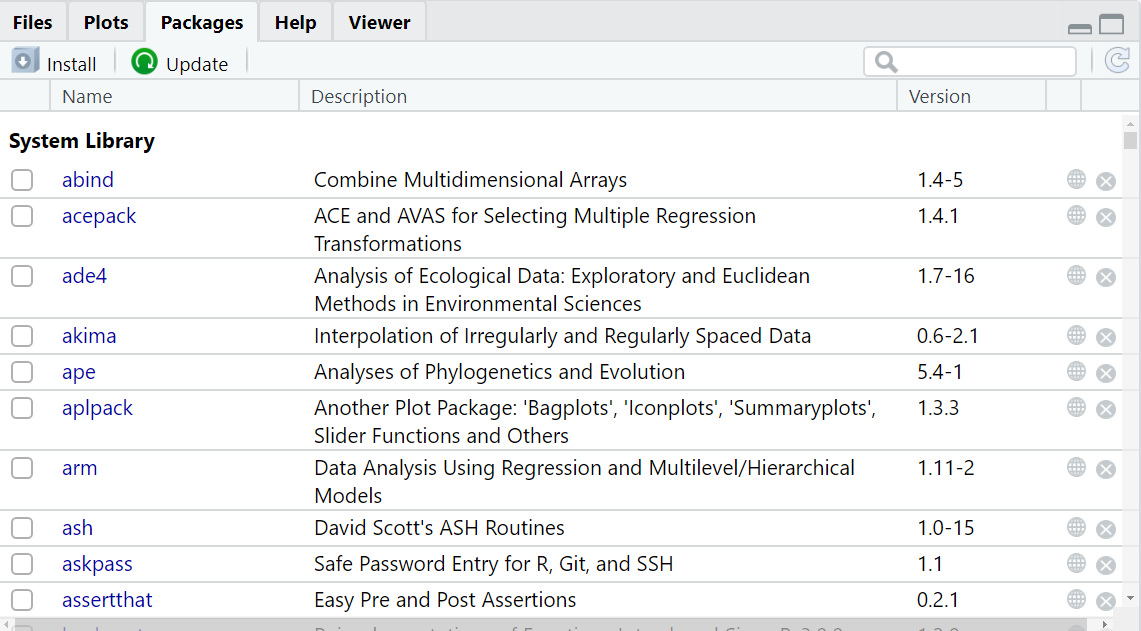 Files Plots Packages Help Viewer
Install Update
Name Description Version
System Library
abind Combine Multidimensional Arrays 1.4-5
acepack ACE and AVAS for Selecting Multiple Regression 1.4.1
Transformations
ade4 Analysis of Ecological Data: Exploratory and Euclidean 1.7-16
Methods in Environmental Sciences
akima Interpolation of Irregularly and Regularly Spaced Data 0.6-2.1
ape Analyses of Phylogenetics and Evolution 5.4-1
aplpack Another Plot Package: 'Bagplots', 'Iconplots', 'Summaryplots', 1.3.3
Slider Functions and Others
arm Data Analysis Using Regression and Multilevel/Hierarchical 1.11-2
Models
ash David Scott's ASH Routines 1.0-15
askpass Safe Password Entry for R, Git, and SSH 1.1
assertthat Easy Pre and Post Assertions 0.2.1